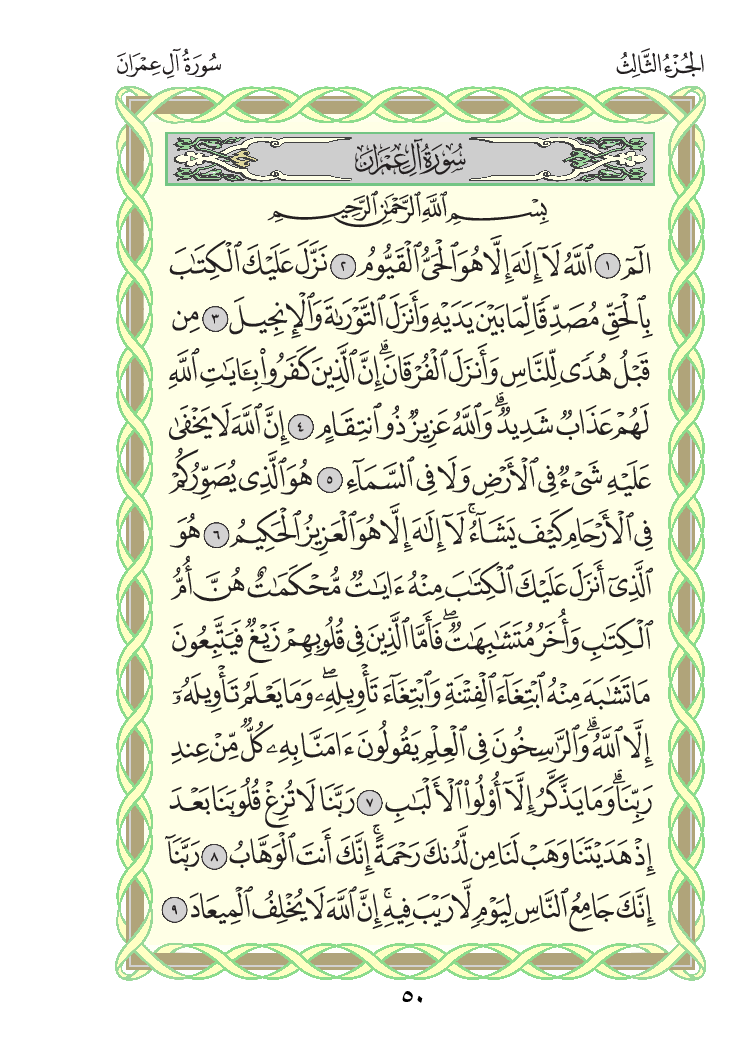 الجُزْءُ الثَّالِثُ
سُورَةُ آلِ عِمْرَانَ
سُورَةُ آلِ عِمْرَان
بِسْمِ ٱللَّهِ ٱلرَّحْمَٰنِ ٱلرَّحِيمِ
الٓمٓ ١ ٱللَّهُ لَآ إِلَٰهَ إِلَّا هُوَ ٱلْحَىُّ ٱلْقَيُّومُ ٢ نَزَّلَ عَلَيْكَ ٱلْكِتَٰبَ
بِٱلْحَقِّ مُصَدِّقًا لِّمَا بَيْنَ يَدَيْهِ وَأَنزَلَ ٱلتَّوْرَىٰةَ وَٱلْإِنجِيلَ ٣ مِن
قَبْلُ هُدًى لِّلنَّاسِ وَأَنزَلَ ٱلْفُرْقَانَۗ إِنَّ ٱلَّذِينَ كَفَرُوا۟ بِـَٔايَٰتِ ٱللَّهِ
لَهُمْ عَذَابٌ شَدِيدٌۗ وَٱللَّهُ عَزِيزٌ ذُو ٱنتِقَامٍ ٤ إِنَّ ٱللَّهَ لَا يَخْفَىٰ
عَلَيْهِ شَىْءٌ فِى ٱلْأَرْضِ وَلَا فِى ٱلسَّمَآءِ ٥ هُوَ ٱلَّذِى يُصَوِّرُكُمْ
فِى ٱلْأَرْحَامِ كَيْفَ يَشَآءُۚ لَآ إِلَٰهَ إِلَّا هُوَ ٱلْعَزِيزُ ٱلْحَكِيمُ ٦ هُوَ
ٱلَّذِىٓ أَنزَلَ عَلَيْكَ ٱلْكِتَٰبَ مِنْهُ ءَايَٰتٌ مُّحْكَمَٰتٌ هُنَّ أُمُّ
ٱلْكِتَٰبِ وَأُخَرُ مُتَشَٰبِهَٰتٌۖ فَأَمَّا ٱلَّذِينَ فِى قُلُوبِهِمْ زَيْغٌ فَيَتَّبِعُونَ
مَا تَشَٰبَهَ مِنْهُ ٱبْتِغَآءَ ٱلْفِتْنَةِ وَٱبْتِغَآءَ تَأْوِيلِهِۦۖ وَمَا يَعْلَمُ تَأْوِيلَهُۥٓ
إِلَّا ٱللَّهُۗ وَٱلرَّٰسِخُونَ فِى ٱلْعِلْمِ يَقُولُونَ ءَامَنَّا بِهِۦ كُلٌّ مِّنْ عِندِ
رَبِّنَاۗ وَمَا يَذَّكَّرُ إِلَّآ أُو۟لُوا۟ ٱلْأَلْبَٰبِ ٧ رَبَّنَا لَا تُزِغْ قُلُوبَنَا بَعْدَ
إِذْ هَدَيْتَنَا وَهَبْ لَنَا مِن لَّدُنكَ رَحْمَةًۚ إِنَّكَ أَنتَ ٱلْوَهَّابُ ٨ رَبَّنَآ
إِنَّكَ جَامِعُ ٱلنَّاسِ لِيَوْمٍ لَّا رَيْبَ فِيهِۚ إِنَّ ٱللَّهَ لَا يُخْلِفُ ٱلْمِيعَادَ ٩
٥٠